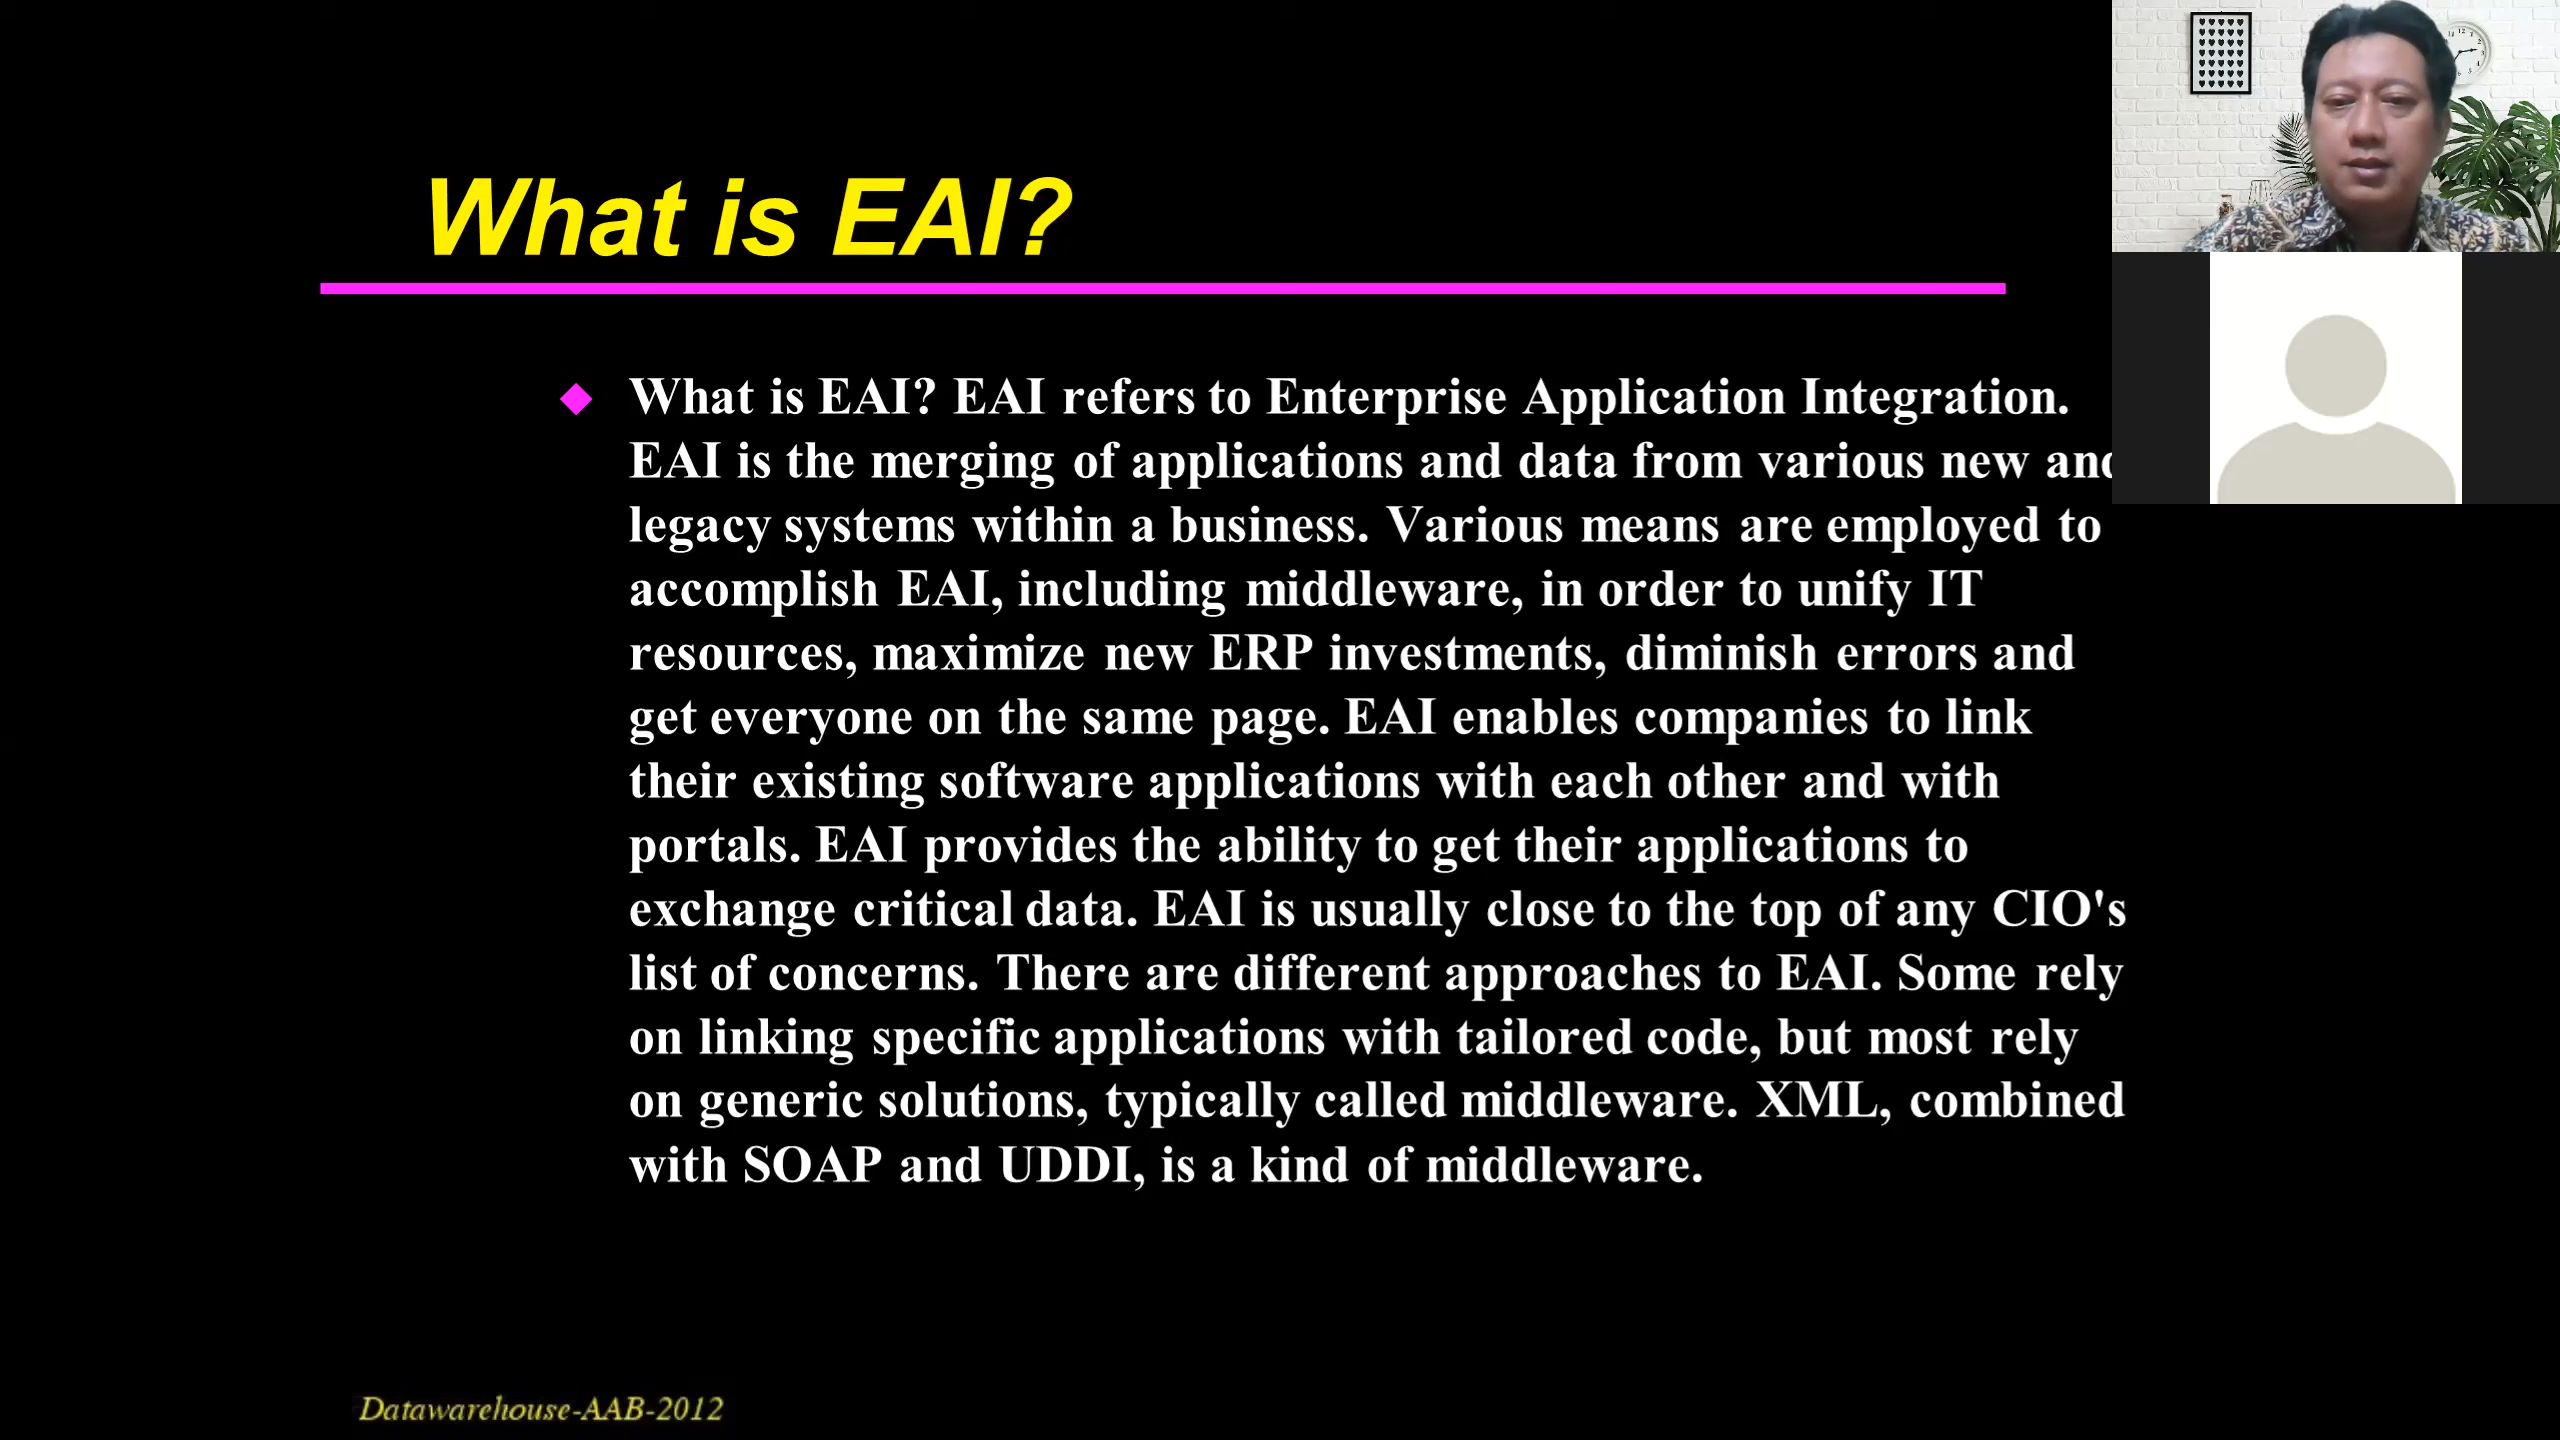 What is EAI?
What is EAI? EAI refers to Enterprise Application Integration.
EAI is the merging of applications and data from various new and
legacy systems within a business. Various means are employed to
accomplish EAI, including middleware, in order to unify IT
resources, maximize new ERP investments, diminish errors and
get everyone on the same page. EAI enables companies to link
their existing software applications with each other and with
portals. EAI provides the ability to get their applications to
exchange critical data. EAI is usually close to the top of any CIO's
list of concerns. There are different approaches to EAI. Some rely
on linking specific applications with tailored code, but most rely
on generic solutions, typically called middleware. XML, combined
with SOAP and UDDI, is a kind of middleware.
Datawarehouse-AAB-2012